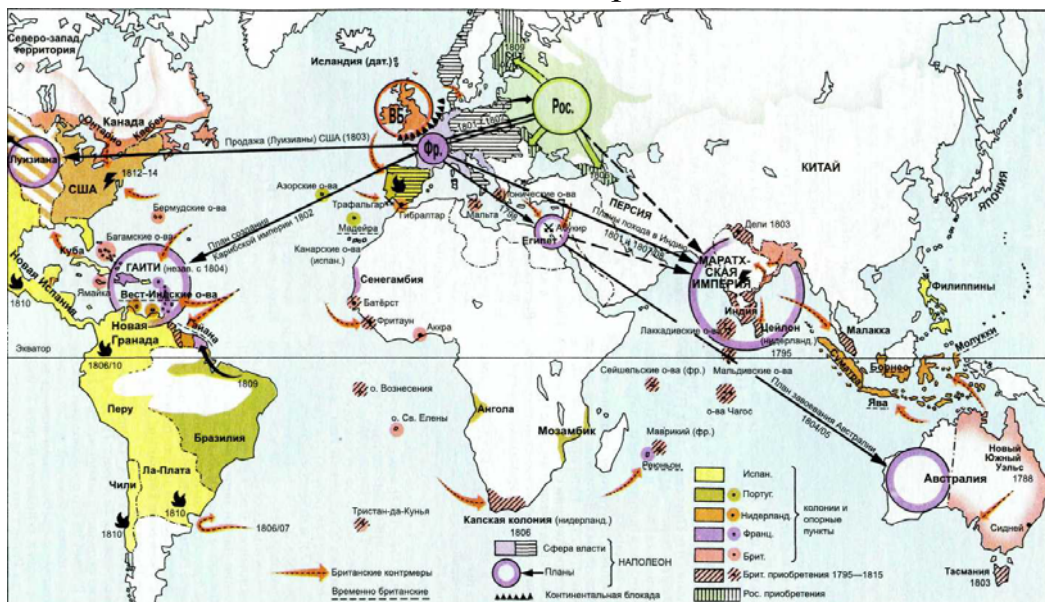 Северо-запад.
территория
Канада
Онтарио
Квебек
Луизиана
США
1812–14
Бермудские о-ва
Багамские о-ва
Куба
Новая
Испания
1810
Ямайка
ГАИТИ (незав. с 1804)
Вест-Индские о-ва
Новая
Гранада
Гвиана
Экватор
1806/10
1809
Перу
Бразилия
Ла-Плата
Чили
1810
1810
1806/07
Исландия (дат.)
ВБ
Фр.
Рос.
1809
1801 и 1807
Продажа (Луизианы) США (1803)
План создания
Карибской империи 1802
Азорские о-ва
Трафальгар
Мадейра
Гибралтар
Канарские о-ва
(испан.)
Мальта
Ионические о-ва
Абукир
Египет
ПЕРСИЯ
Планы похода в Индию
1801 и 1807/08
КИТАЙ
ЯПОНИЯ
Дели 1803
МАРАТХ-
СКАЯ
ИМПЕРИЯ
Индия
Цейлон
(нидерланд.)
1795
Лаккадивские о-ва
Мальдивские о-ва
о-ва Чагос
Сейшельские о-ва (фр.)
Маврикий (фр.)
Реюньон
Филиппины
Малакка
Молукки
Суматра
Борнео
Ява
План завоевания Австралии
1804/05
Австралия
Новый
Южный
Уэльс
1788
Сидней
Тасмания
1803
Сенегамбия
Батёрст
Фритаун
Аккра
о. Вознесения
о. Св. Елены
Ангола
Мозамбик
Тристан-да-Кунья
Капская колония (нидерланд.)
1806
Британские контрмеры
Временно британские
Сфера власти
Планы
НАПОЛЕОН
Континентальная блокада
Испан.
Португ.
Нидерланд.
Франц.
Брит.
колонии и
опорные
пункты
Брит. приобретения 1795—1815
Рос. приобретения